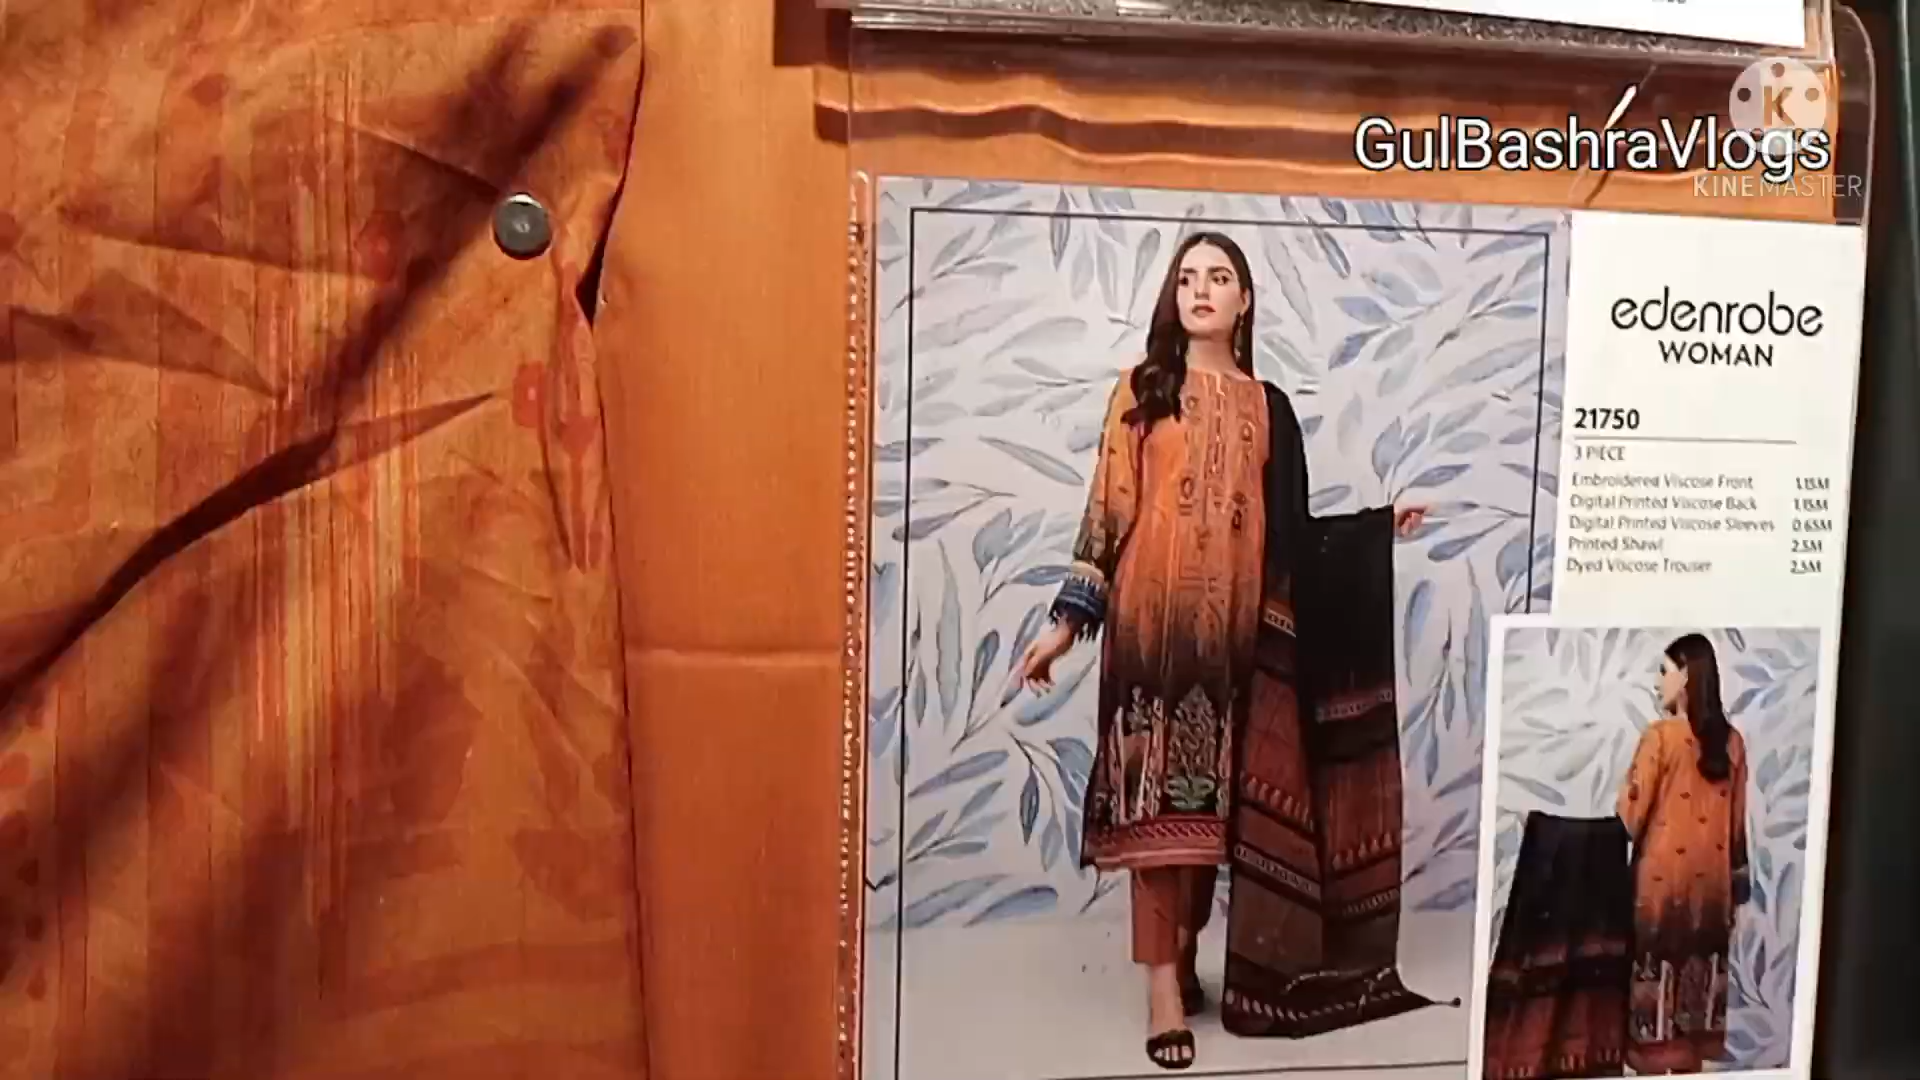 GulBashraVlogs
K
KINEMASTER
edenrobe
WOMAN
21750
3 PIECE
Embroidered Viscose Front 1.15M
Digital Printed Viscose Back 1.15M
Digital Printed Viscose Sleeves 0.65M
Printed Shawl 2.5M
Dyed Viscose Trouser 2.5M